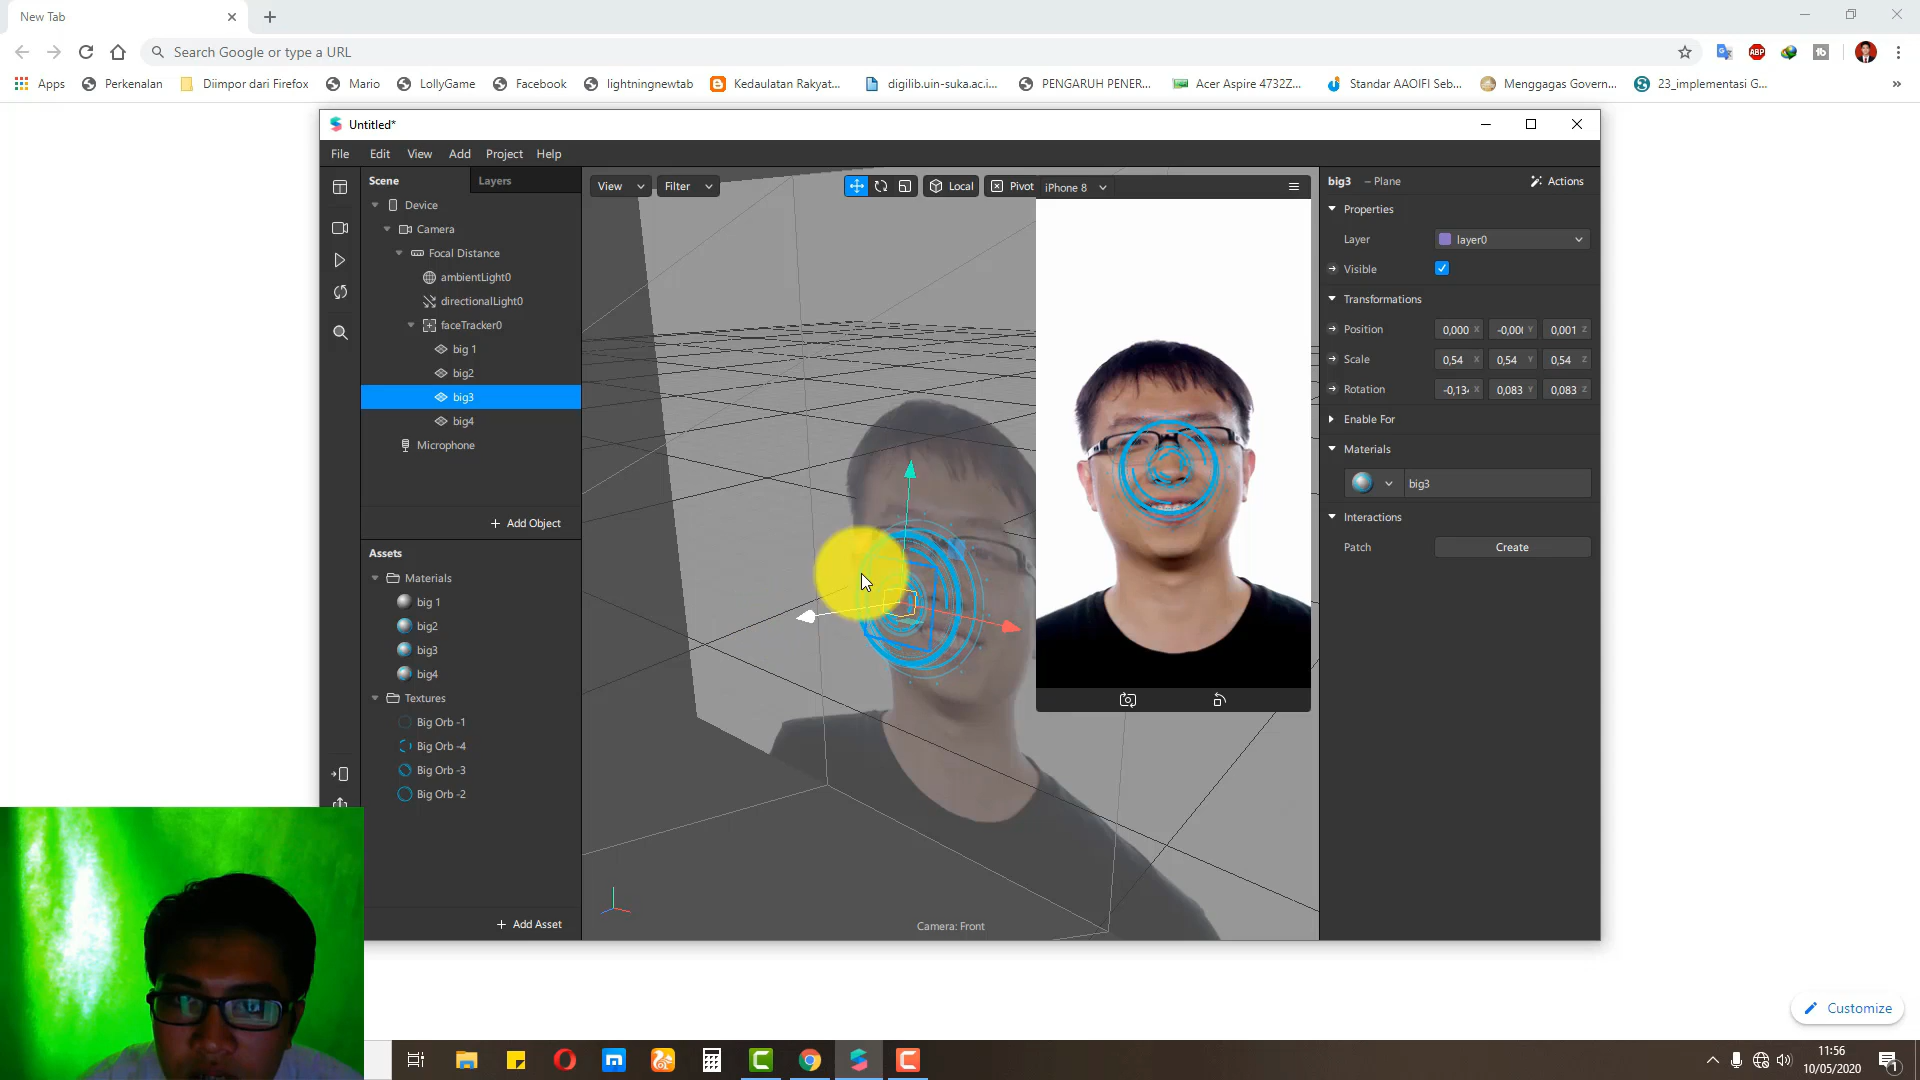 New Tab
Search Google or type a URL
ABP
Apps
Perkenalan
Diimpor dari Firefox
Mario
LollyGame
Facebook
lightningnewtab
Kedaulatan Rakyat...
digilib.uin-suka.ac.i...
PENGARUH PENER...
Acer Aspire 4732Z...
Standar AAOIFI Seb...
Menggagas Govern...
23_implementasi G...
»
Untitled*
File Edit View Add Project Help
Scene
Layers
View
Filter
Local
Pivot
iPhone 8
big3 – Plane
Actions
Device
Camera
Focal Distance
ambientLight0
directionalLight0
faceTracker0
big 1
big2
big3
big4
Microphone
+ Add Object
Assets
Materials
big 1
big2
big3
big4
Textures
Big Orb -1
Big Orb -4
Big Orb -3
Big Orb -2
+ Add Asset
Camera: Front
Properties
Layer layer0
Visible
Transformations
Position 0,000 X -0,00 Y 0,001 Z
Scale 0,54 X 0,54 Y 0,54 Z
Rotation -0,13 X 0,083 Y 0,083 Z
Enable For
Materials
big3
Interactions
Patch Create
Customize
11:56
10/05/2020
1